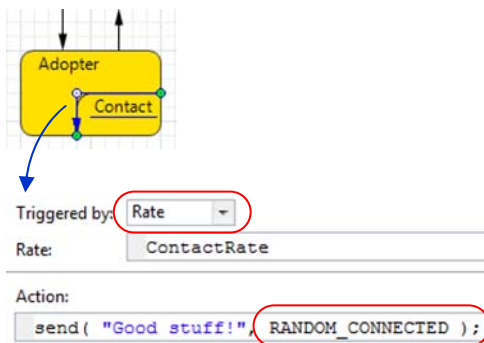 Adopter
Contact
Triggered by: Rate
Rate: ContactRate
Action:
send( "Good stuff!", RANDOM_CONNECTED );